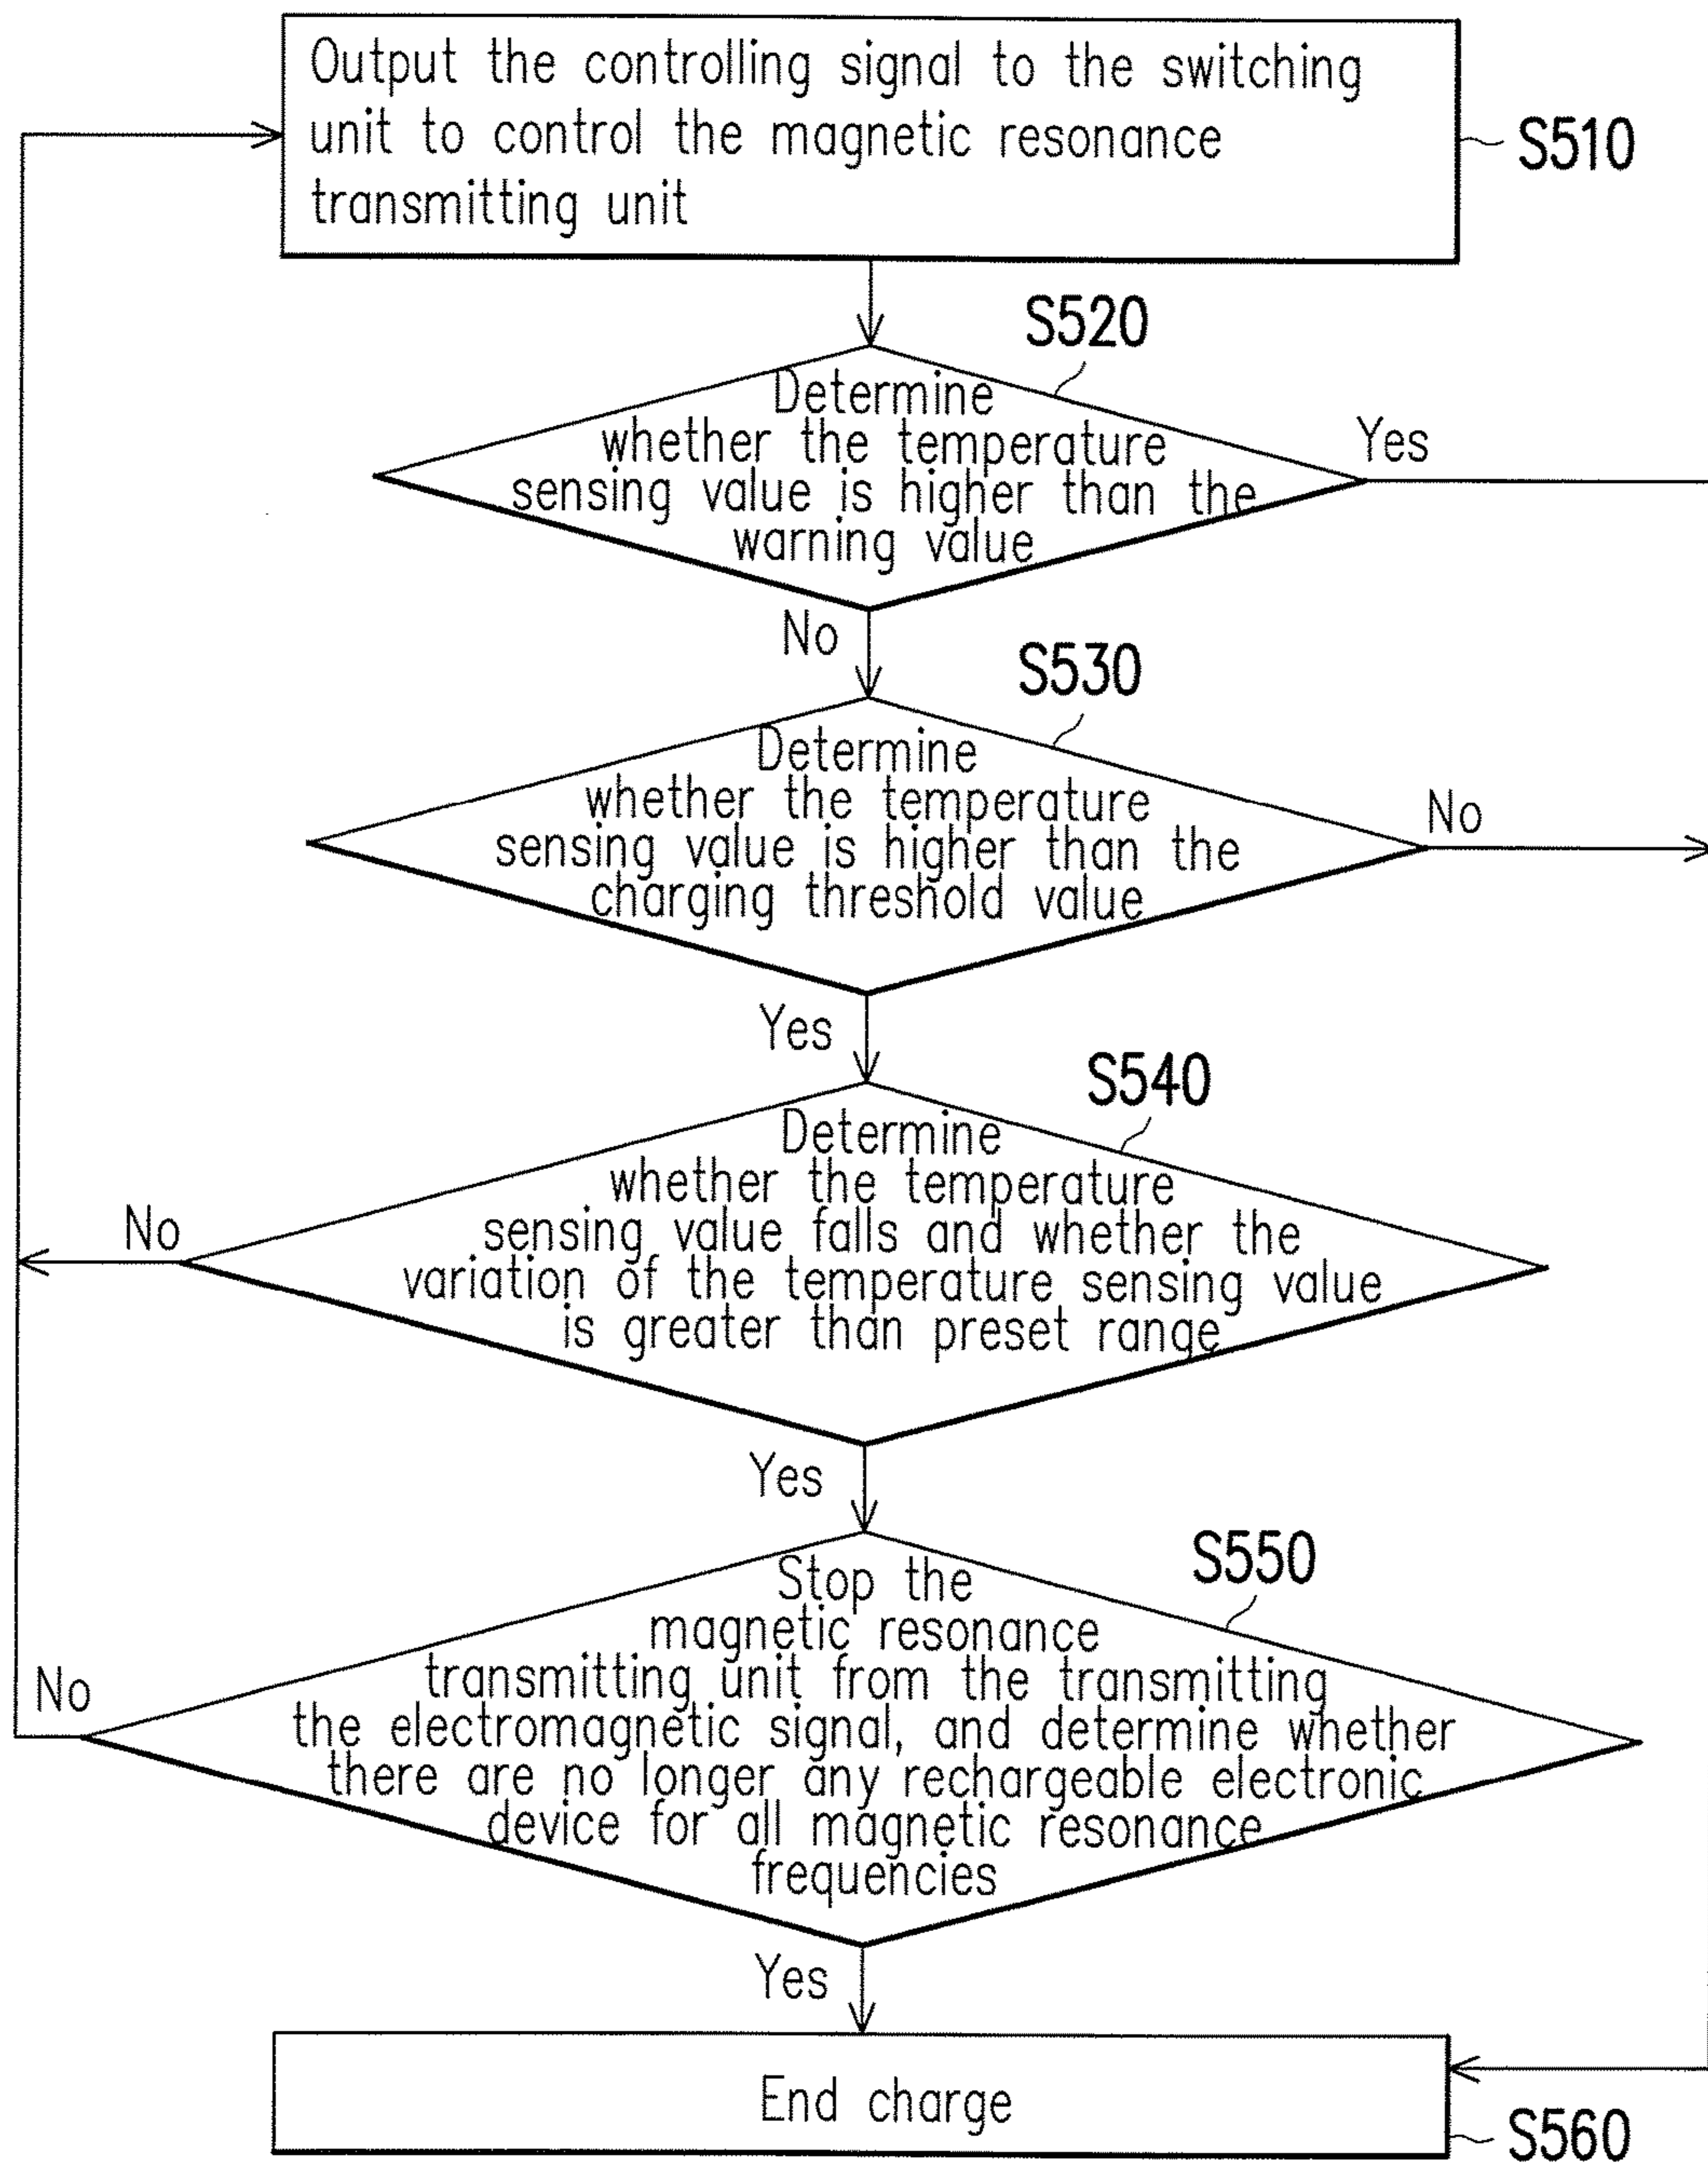 Output the controlling signal to the switching
unit to control the magnetic resonance
transmitting unit
S510
S520
Determine
whether the temperature
sensing value is higher than the
warning value
Yes
No
S530
Determine
whether the temperature
sensing value is higher than the
charging threshold value
No
Yes
S540
Determine
whether the temperature
sensing value falls and whether the
variation of the temperature sensing value
is greater than preset range
No
Yes
S550
Stop the
magnetic resonance
transmitting unit from the transmitting
the electromagnetic signal, and determine whether
there are no longer any rechargeable electronic
device for all magnetic resonance
frequencies
No
Yes
End charge
S560